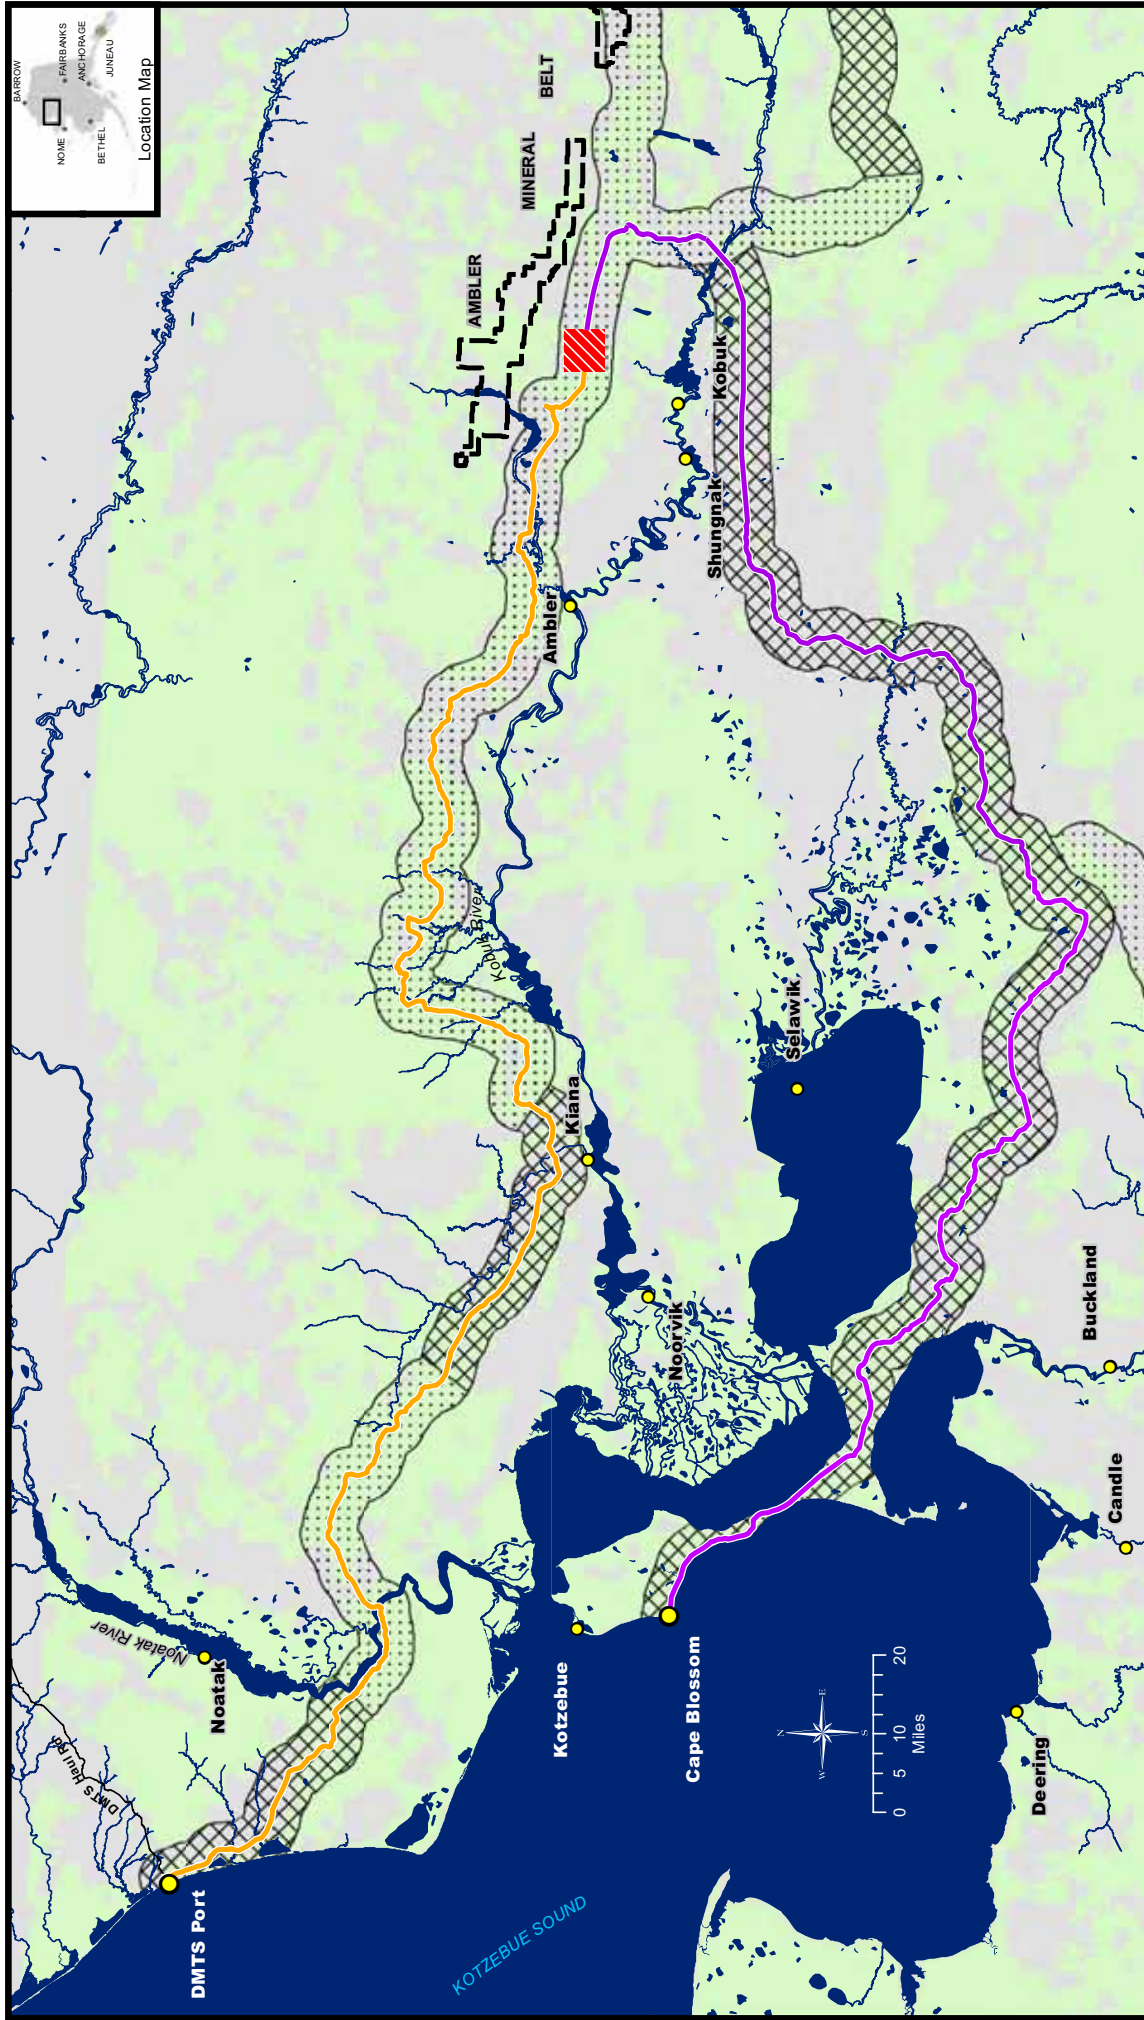 BARROW
NOME
FAIRBANKS
ANCHORAGE
BETHEL
JUNEAU
Location Map
AMBLER
MINERAL
BELT
DMTS Haul Rd
Noatak River
Noatak
DMTS Port
Kobuk River
Kiana
Ambler
Kobuk
Shungnak
Noorvik
Selawik
Kotzebue
Cape Blossom
KOTZEBUE SOUND
Buckland
Candle
Deering
N
W E
S
0 5 10 20
Miles